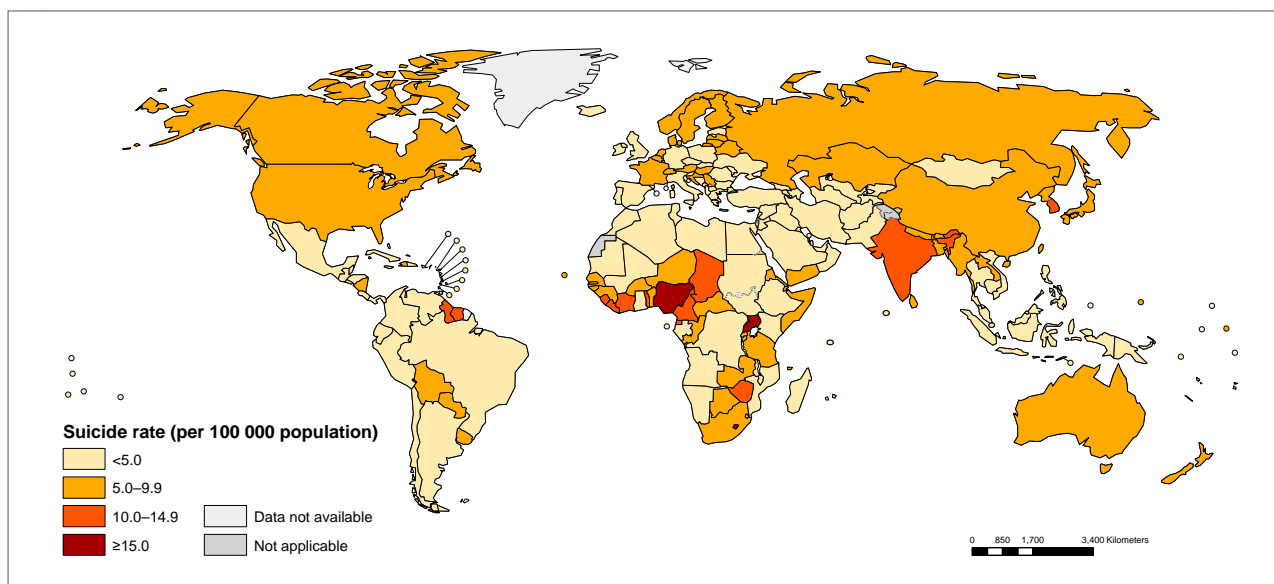 Suicide rate (per 100 000 population)
<5.0
5.0–9.9
10.0–14.9
≥15.0
Data not available
Not applicable
0 850 1,700 3,400 Kilometers